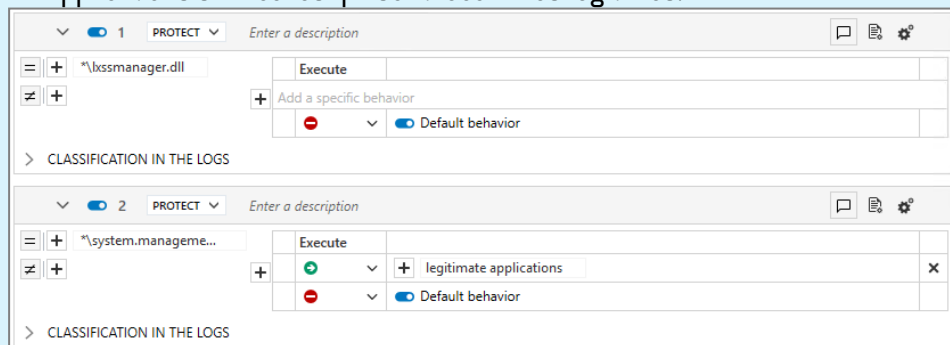 1 PROTECT Enter a description
= + *\lxssmanager.dll Execute
≠ + + Add a specific behavior
Default behavior
> CLASSIFICATION IN THE LOGS
2 PROTECT Enter a description
= + *\system.manageme... Execute
≠ + + + legitimate applications ×
Default behavior
> CLASSIFICATION IN THE LOGS